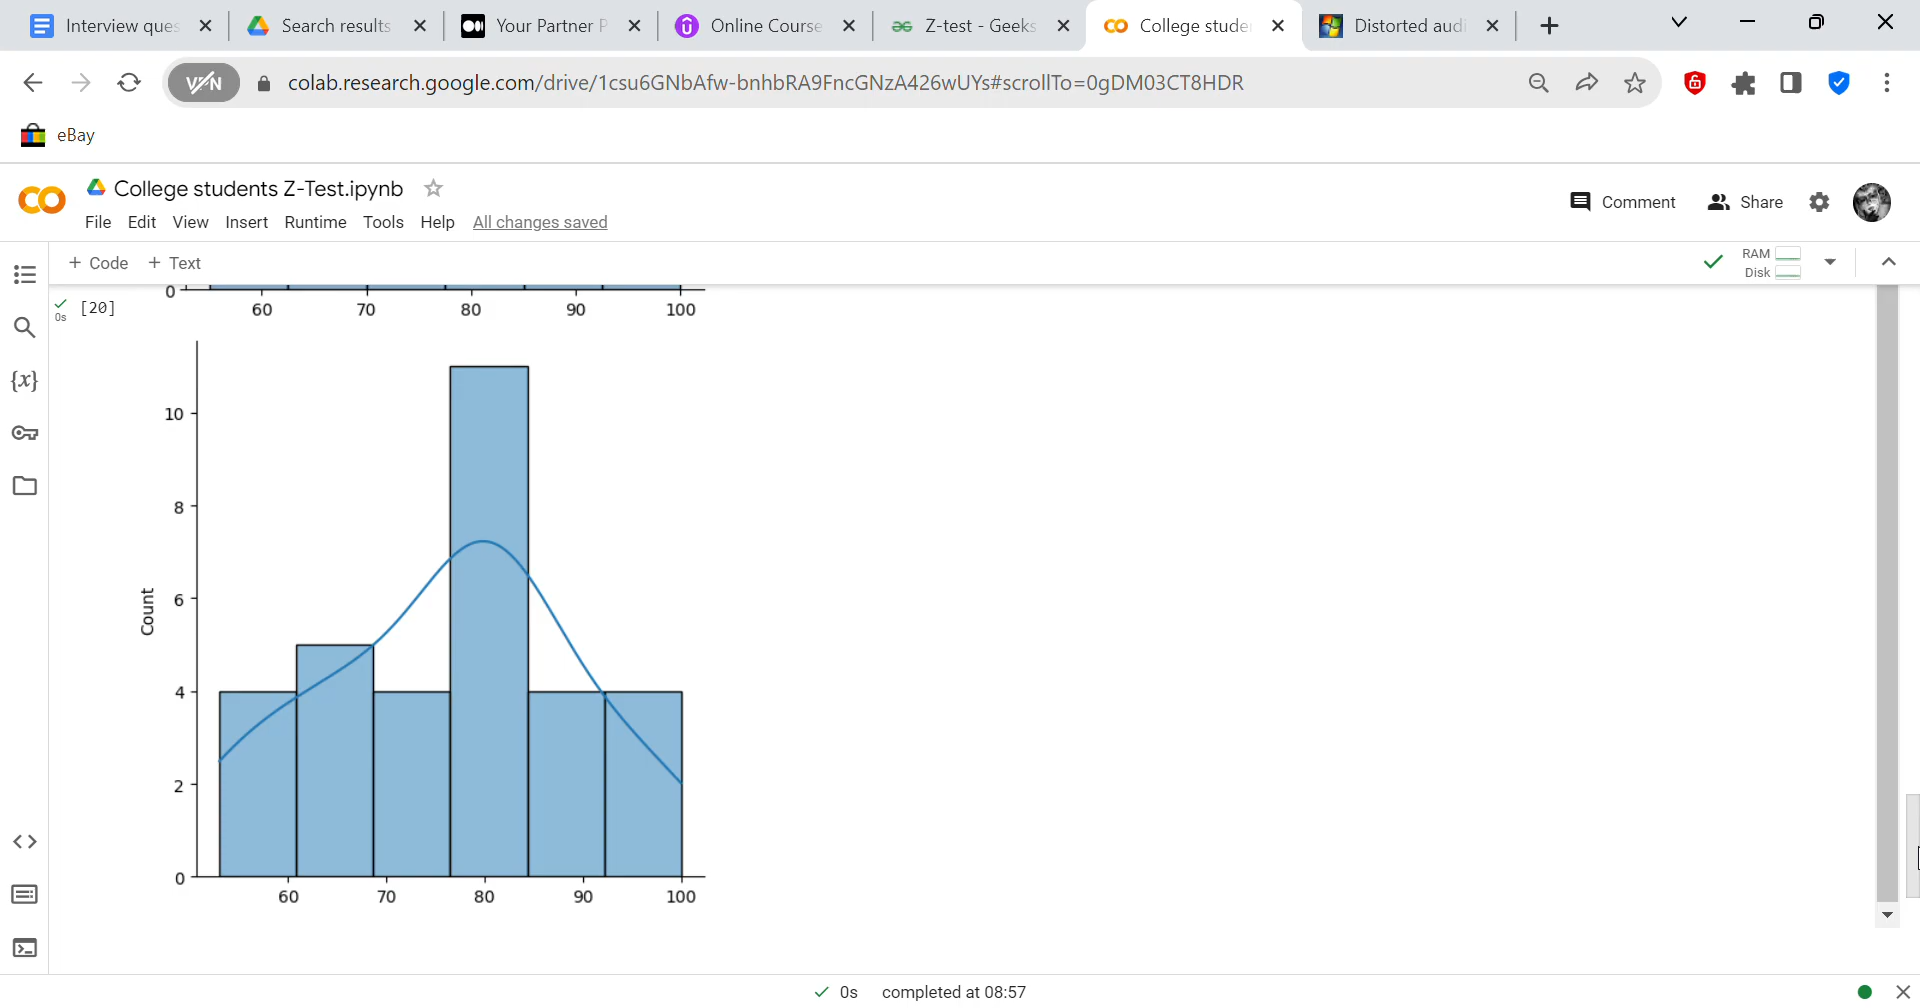 Interview ques
Search results
Your Partner P
Online Course
Z-test - Geeks
College stude
Distorted audi
VPN
colab.research.google.com/drive/1csu6GNbAfw-bnhbRA9FncGNzA426wUYs#scrollTo=0gDM03CT8HDR
eBay
CO
College students Z-Test.ipynb
Comment
Share
File Edit View Insert Runtime Tools Help All changes saved
+ Code + Text
RAM
Disk
0s
[20]
0
60 70 80 90 100
{x}
10
8
6
4
2
0
Count
60 70 80 90 100
0s completed at 08:57